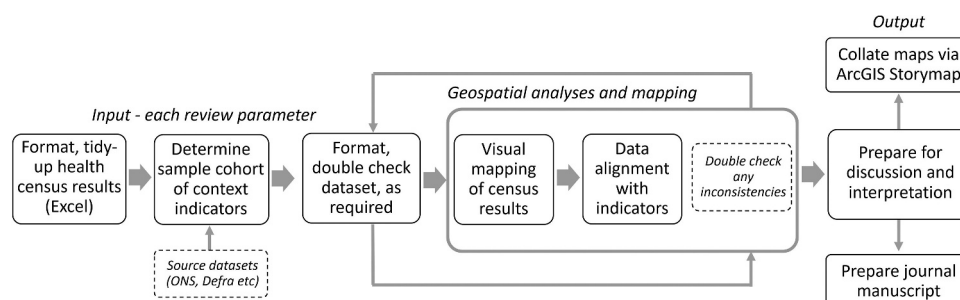 Output
Collate maps via
ArcGIS Storymap
Input - each review parameter
Geospatial analyses and mapping
Format, tidy-
up health
census results
(Excel)
Determine
sample cohort
of context
indicators
Format,
double check
dataset, as
required
Visual
mapping
of census
results
Data
alignment
with
indicators
Double check
any
inconsistencies
Prepare for
discussion and
interpretation
Source datasets
(ONS, Defra etc)
Prepare journal
manuscript